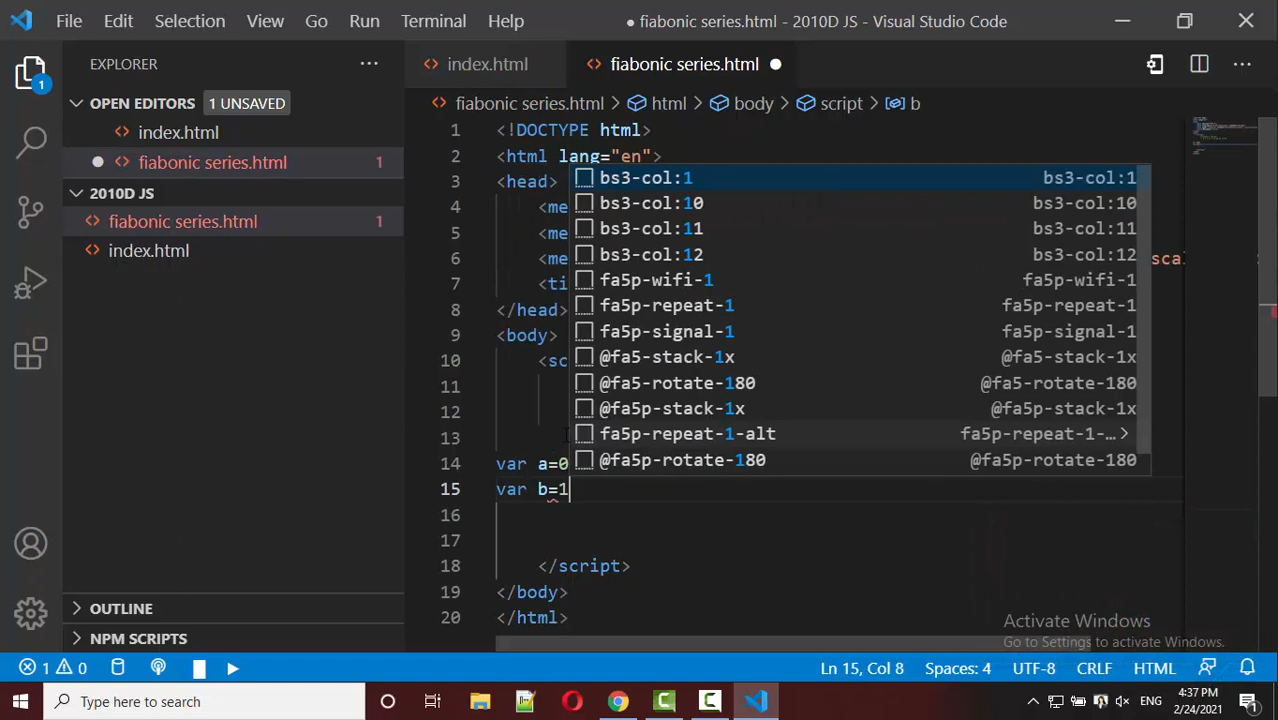 File Edit Selection View Go Run Terminal Help ● fiabonic series.html - 2010D JS - Visual Studio Code
EXPLORER
1
OPEN EDITORS 1 UNSAVED
index.html
fiabonic series.html 1
2010D JS
fiabonic series.html 1
index.html
OUTLINE
NPM SCRIPTS
index.html fiabonic series.html
fiabonic series.html > html > body > script > b
1 <!DOCTYPE html>
2 <html lang="en">
3 <head>
4 <me
5 <me
6 <me scal
7 <ti
8 </head>
9 <body>
10 <sc
11
12
13
14 var a=0
15 var b=1
16
17
18 </script>
19 </body>
20 </html>
bs3-col:1 bs3-col:1
bs3-col:10 bs3-col:10
bs3-col:11 bs3-col:11
bs3-col:12 bs3-col:12
fa5p-wifi-1 fa5p-wifi-1
fa5p-repeat-1 fa5p-repeat-1
fa5p-signal-1 fa5p-signal-1
@fa5-stack-1x @fa5-stack-1x
@fa5-rotate-180 @fa5-rotate-180
@fa5p-stack-1x @fa5p-stack-1x
fa5p-repeat-1-alt fa5p-repeat-1-… >
@fa5p-rotate-180 @fa5p-rotate-180
Activate Windows
Go to Settings to activate Windows.
1 0 Ln 15, Col 8 Spaces: 4 UTF-8 CRLF HTML
Type here to search ENG 4:37 PM
2/24/2021 1